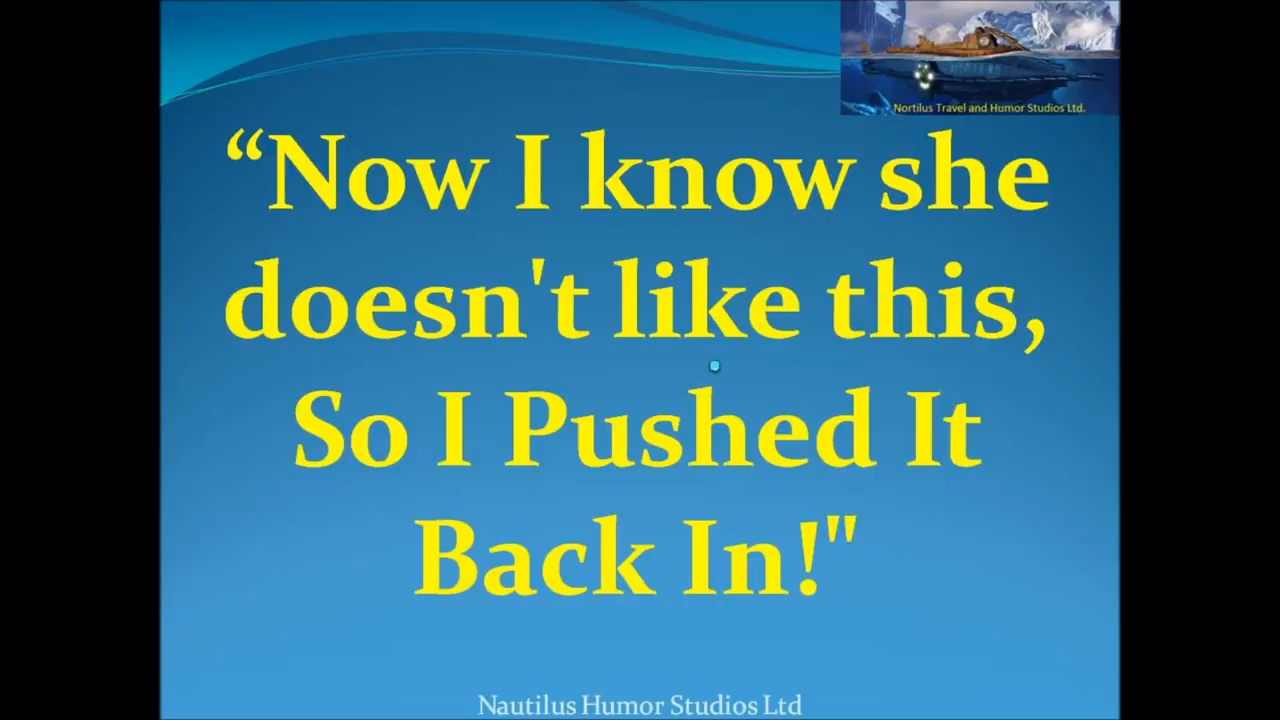 Nortilus Travel and Humor Studios Ltd.
“Now I know she
doesn't like this,
So I Pushed It
Back In!"
Nautilus Humor Studios Ltd